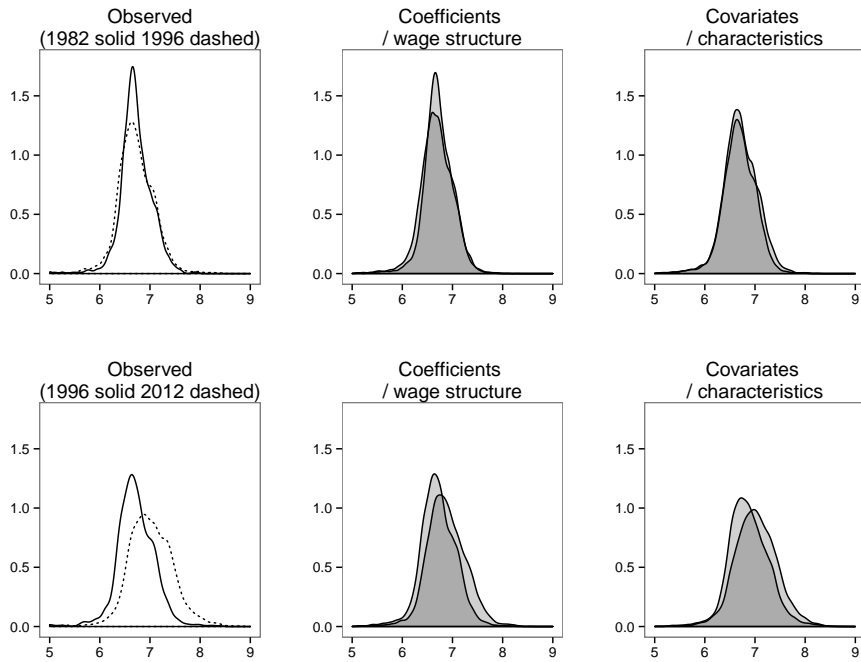 Observed
(1982 solid 1996 dashed)
Coefficients
/ wage structure
Covariates
/ characteristics
1.5
1.0
0.5
0.0
5 6 7 8 9
1.5
1.0
0.5
0.0
5 6 7 8 9
1.5
1.0
0.5
0.0
5 6 7 8 9
Observed
(1996 solid 2012 dashed)
Coefficients
/ wage structure
Covariates
/ characteristics
1.5
1.0
0.5
0.0
5 6 7 8 9
1.5
1.0
0.5
0.0
5 6 7 8 9
1.5
1.0
0.5
0.0
5 6 7 8 9